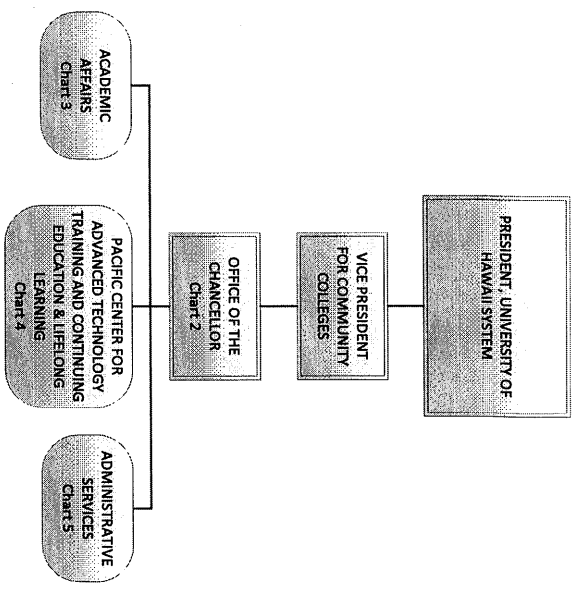 PRESIDENT, UNIVERSITY OF
HAWAII SYSTEM
VICE PRESIDENT
FOR COMMUNITY
COLLEGES
OFFICE OF THE
CHANCELLOR
Chart 2
ACADEMIC
AFFAIRS
Chart 3
PACIFIC CENTER FOR
ADVANCED TECHNOLOGY
TRAINING AND CONTINUING
EDUCATION & LIFELONG
LEARNING
Chart 4
ADMINISTRATIVE
SERVICES
Chart 5